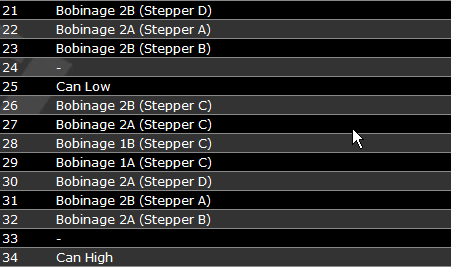 21 Bobinage 2B (Stepper D)
22 Bobinage 2A (Stepper A)
23 Bobinage 2B (Stepper B)
24 -
25 Can Low
26 Bobinage 2B (Stepper C)
27 Bobinage 2A (Stepper C)
28 Bobinage 1B (Stepper C)
29 Bobinage 1A (Stepper C)
30 Bobinage 2A (Stepper D)
31 Bobinage 2B (Stepper A)
32 Bobinage 2A (Stepper B)
33 -
34 Can High